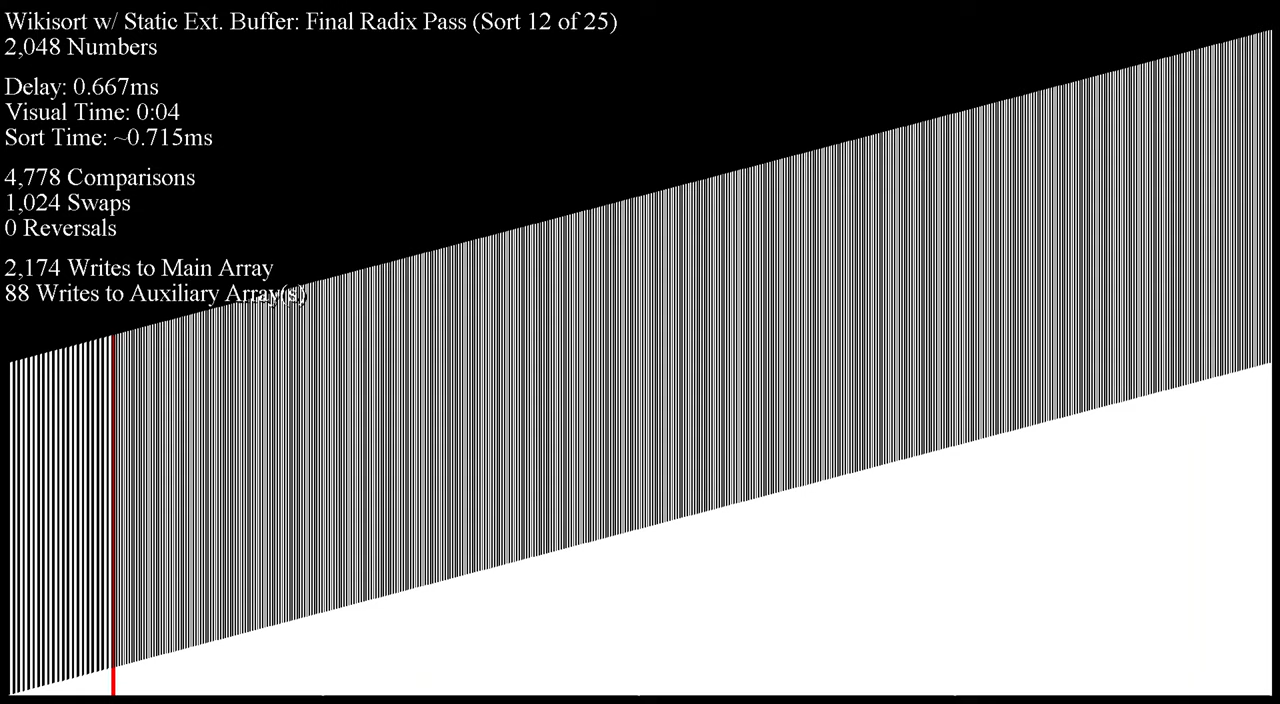 Wikisort w/ Static Ext. Buffer: Final Radix Pass (Sort 12 of 25)
2,048 Numbers
Delay: 0.667ms
Visual Time: 0:04
Sort Time: ~0.715ms
4,778 Comparisons
1,024 Swaps
0 Reversals
2,174 Writes to Main Array
88 Writes to Auxiliary Array(s)